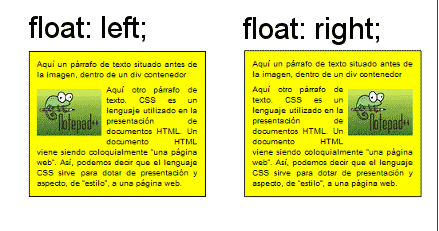 float: left;
Aquí un párrafo de texto situado antes de
la imagen, dentro de un div contenedor
Aquí otro párrafo de
texto. CSS es un
lenguaje utilizado en la
presentación de
documentos HTML. Un
documento HTML
viene siendo coloquialmente “una página
web”. Así, podemos decir que el lenguaje
CSS sirve para dotar de presentación y
aspecto, de “estilo”, a una página web.
Notepad++
float: right;
Aquí un párrafo de texto situado antes de
la imagen, dentro de un div contenedor
Aquí otro párrafo de
texto. CSS es un
lenguaje utilizado en la
presentación de
documentos HTML. Un
documento HTML
viene siendo coloquialmente “una página
web”. Así, podemos decir que el lenguaje
CSS sirve para dotar de presentación y
aspecto, de “estilo”, a una página web.
Notepad++